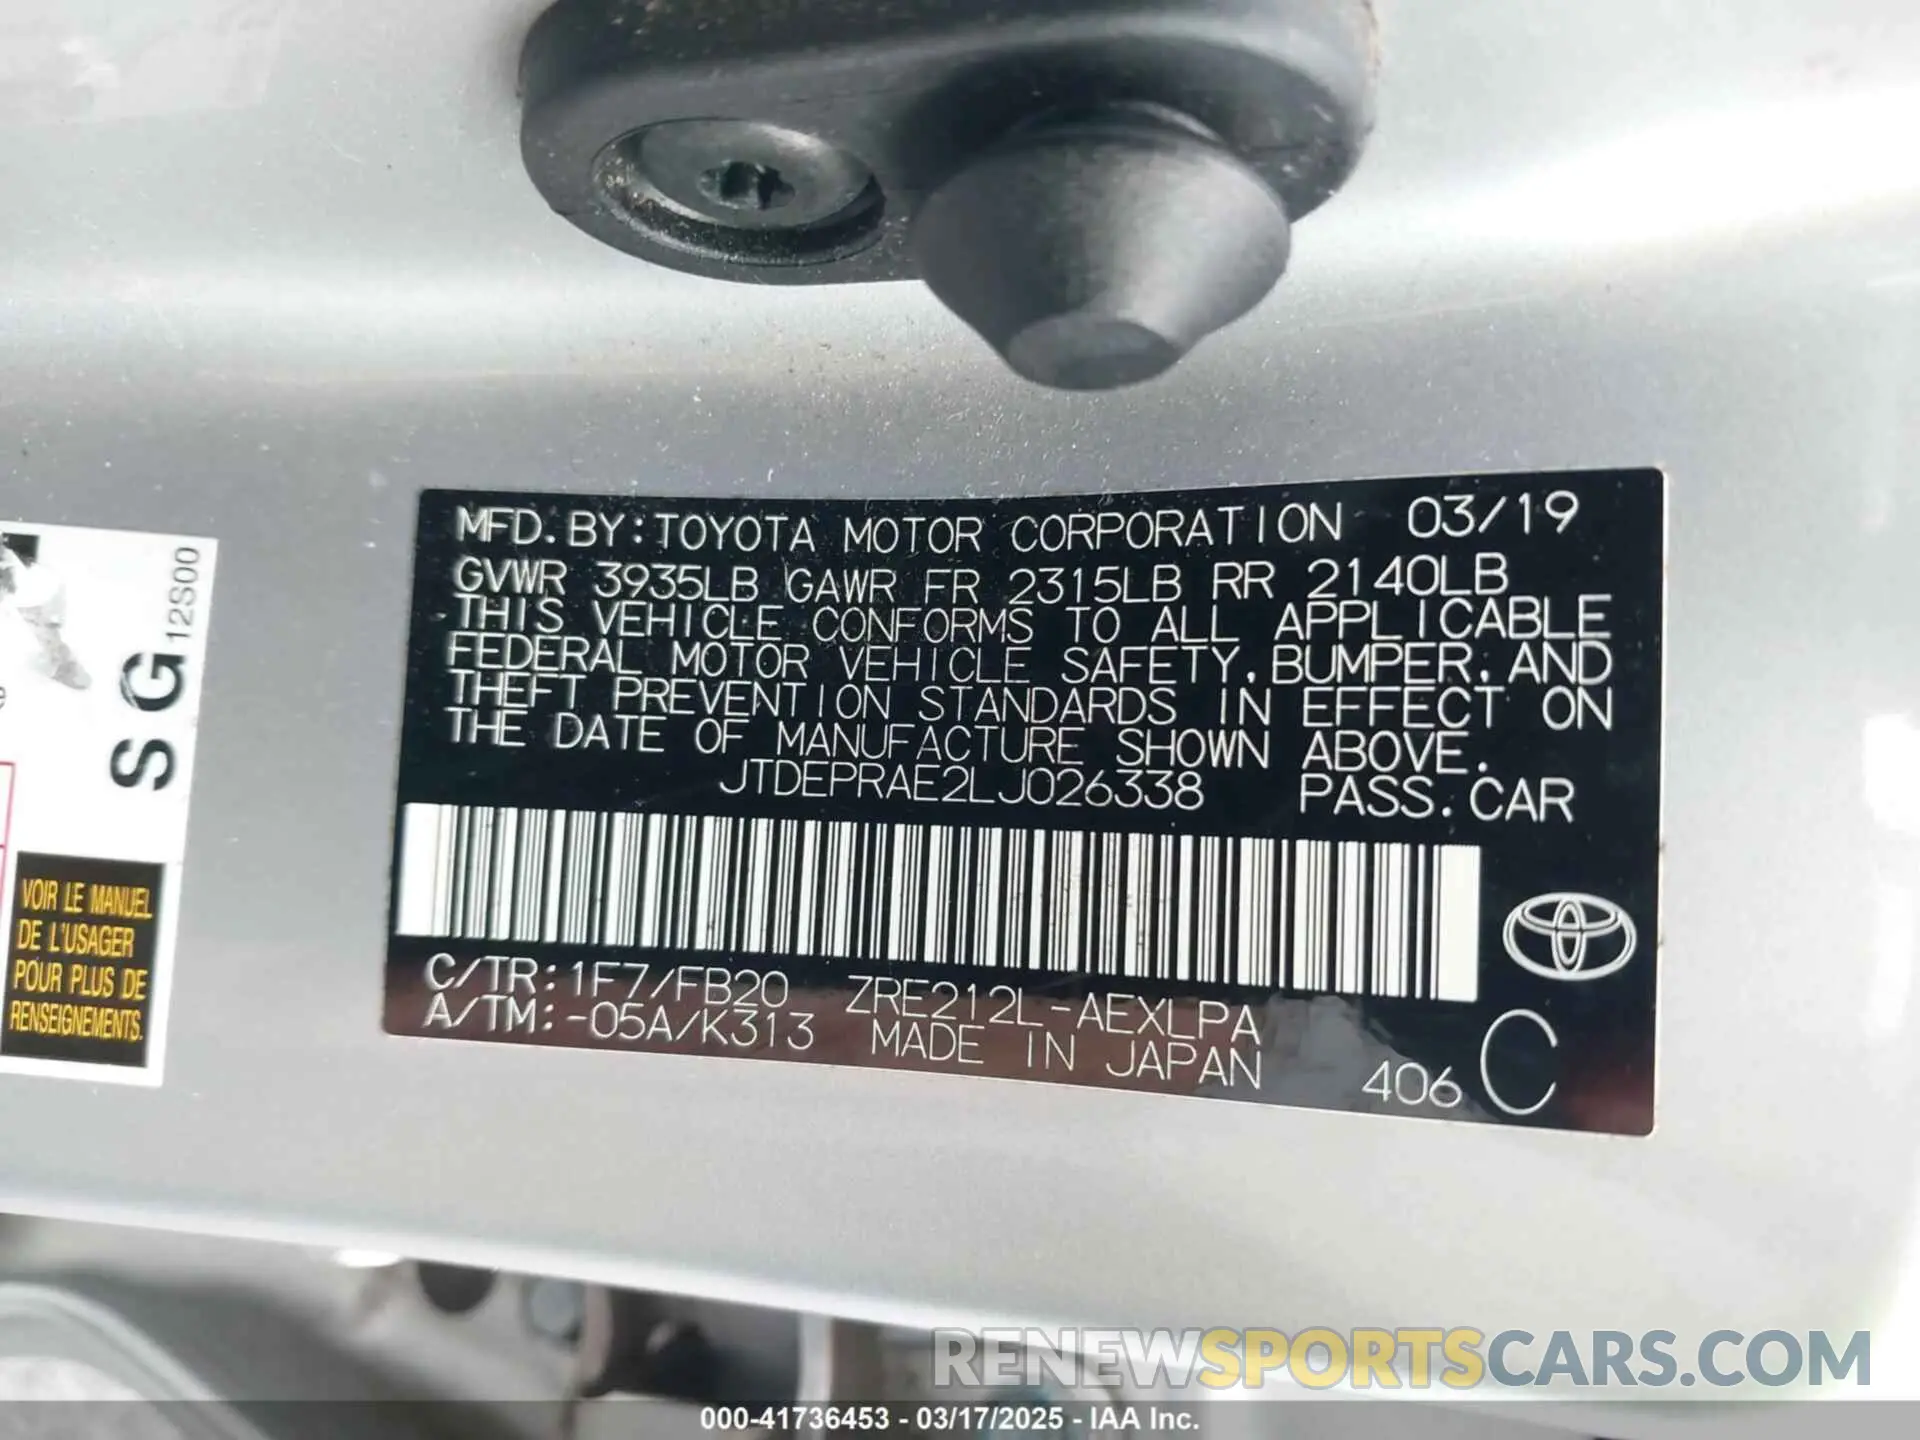 MFD. BY: TOYOTA MOTOR CORPORATION 03/19
GVWR 3935LB GAWR FR 2315LB RR 2140LB
THIS VEHICLE CONFORMS TO ALL APPLICABLE
FEDERAL MOTOR VEHICLE SAFETY, BUMPER, AND
THEFT PREVENTION STANDARDS IN EFFECT ON
THE DATE OF MANUFACTURE SHOWN ABOVE.
JTDEPRAE2LJ026338 PASS. CAR
C/TR: 1F7/FB20 ZRE212L-AEXLPA
A/TM: -05A/K313 MADE IN JAPAN
406 C
S G 12S00
VOIR LE MANUEL
DE L'USAGER
POUR PLUS DE
RENSEIGNEMENTS.
RENEWSPORTSCARS.COM
000-41736453 - 03/17/2025 - IAA Inc.